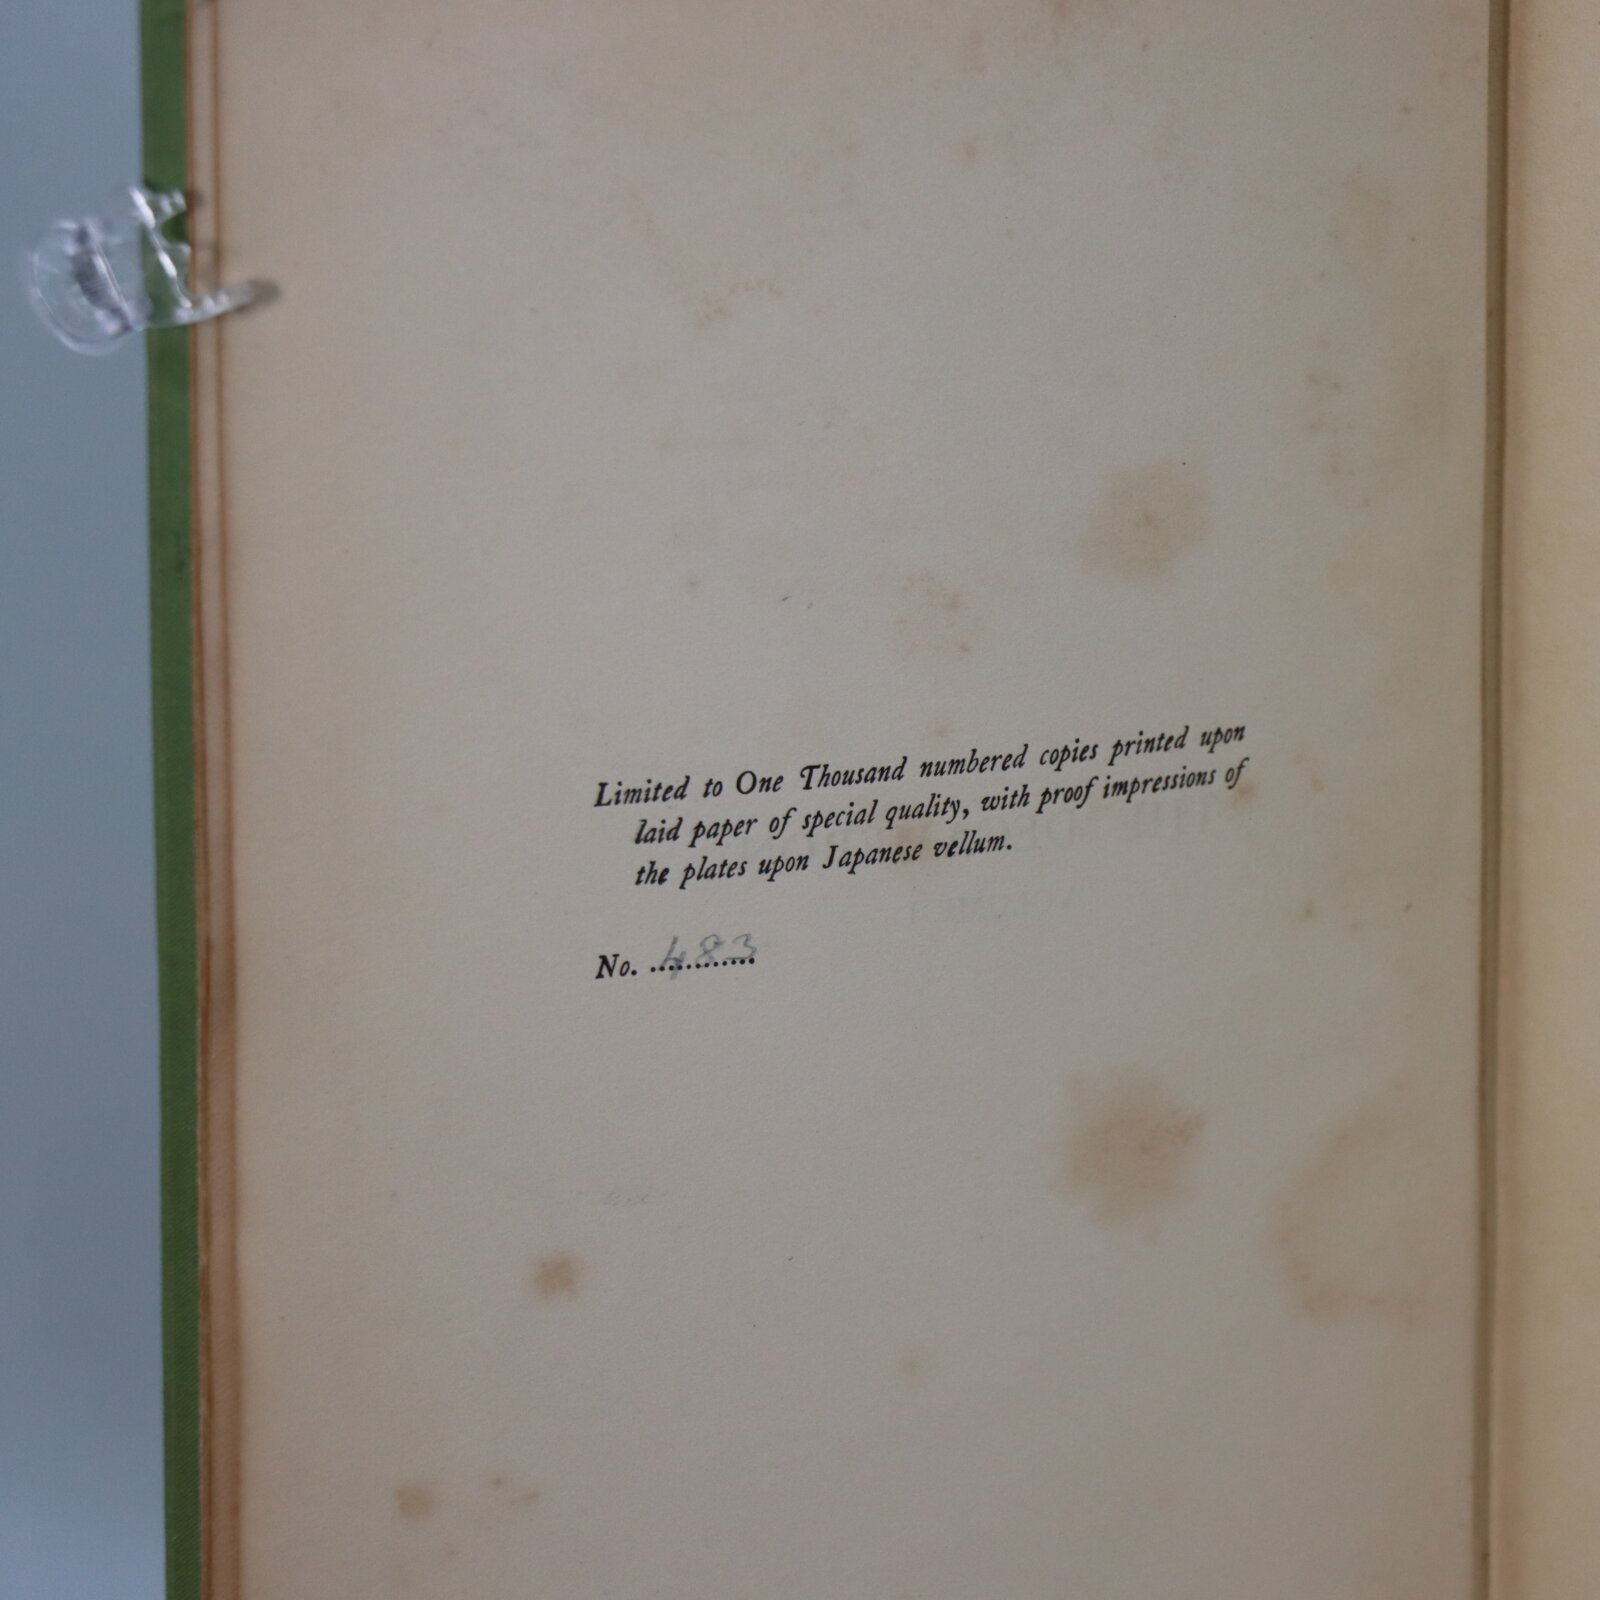 Limited to One Thousand numbered copies printed upon
laid paper of special quality, with proof impressions of
the plates upon Japanese vellum.
No. ............ 483